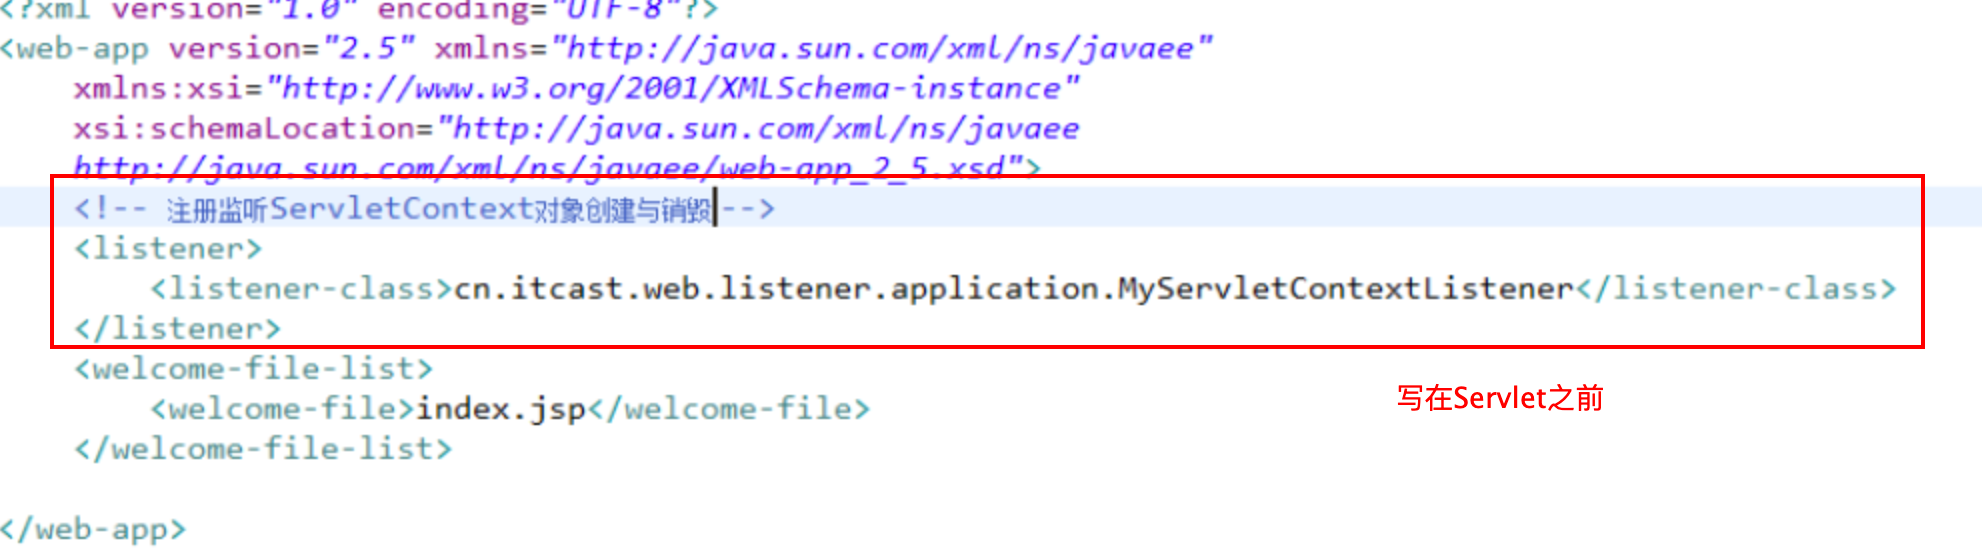 <?xml version="1.0" encoding="UTF-8"?>
<web-app version="2.5" xmlns="http://java.sun.com/xml/ns/javaee"
xmlns:xsi="http://www.w3.org/2001/XMLSchema-instance"
xsi:schemaLocation="http://java.sun.com/xml/ns/javaee
http://java.sun.com/xml/ns/javaee/web-app_2_5.xsd">
<!-- 注册监听ServletContext对象创建与销毁-->
<listener>
<listener-class>cn.itcast.web.listener.application.MyServletContextListener</listener-class>
</listener>
<welcome-file-list>
<welcome-file>index.jsp</welcome-file>
写在Servlet之前
</welcome-file-list>
</web-app>